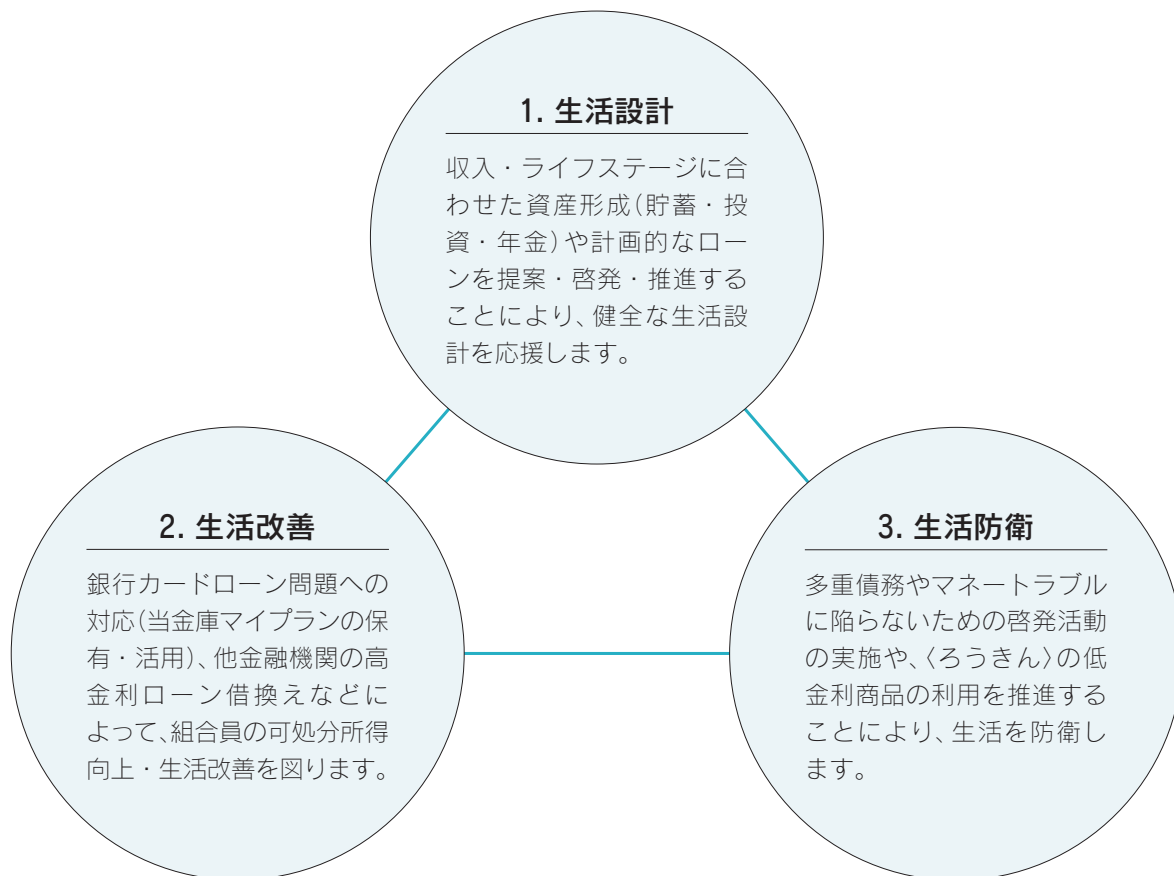 1. 生活設計
収入・ライフステージに合
わせた資産形成(貯蓄・投
資・年金)や計画的なロー
ンを提案・啓発・推進する
ことにより、健全な生活設
計を応援します。
2. 生活改善
銀行カードローン問題への
対応(当金庫マイプランの保
有・活用)、他金融機関の高
金利ローン借換えなどに
よって、組合員の可処分所得
向上・生活改善を図ります。
3. 生活防衛
多重債務やマネートラブル
に陥らないための啓発活動
の実施や、〈ろうきん〉の低
金利商品の利用を推進する
ことにより、生活を防衛し
ます。